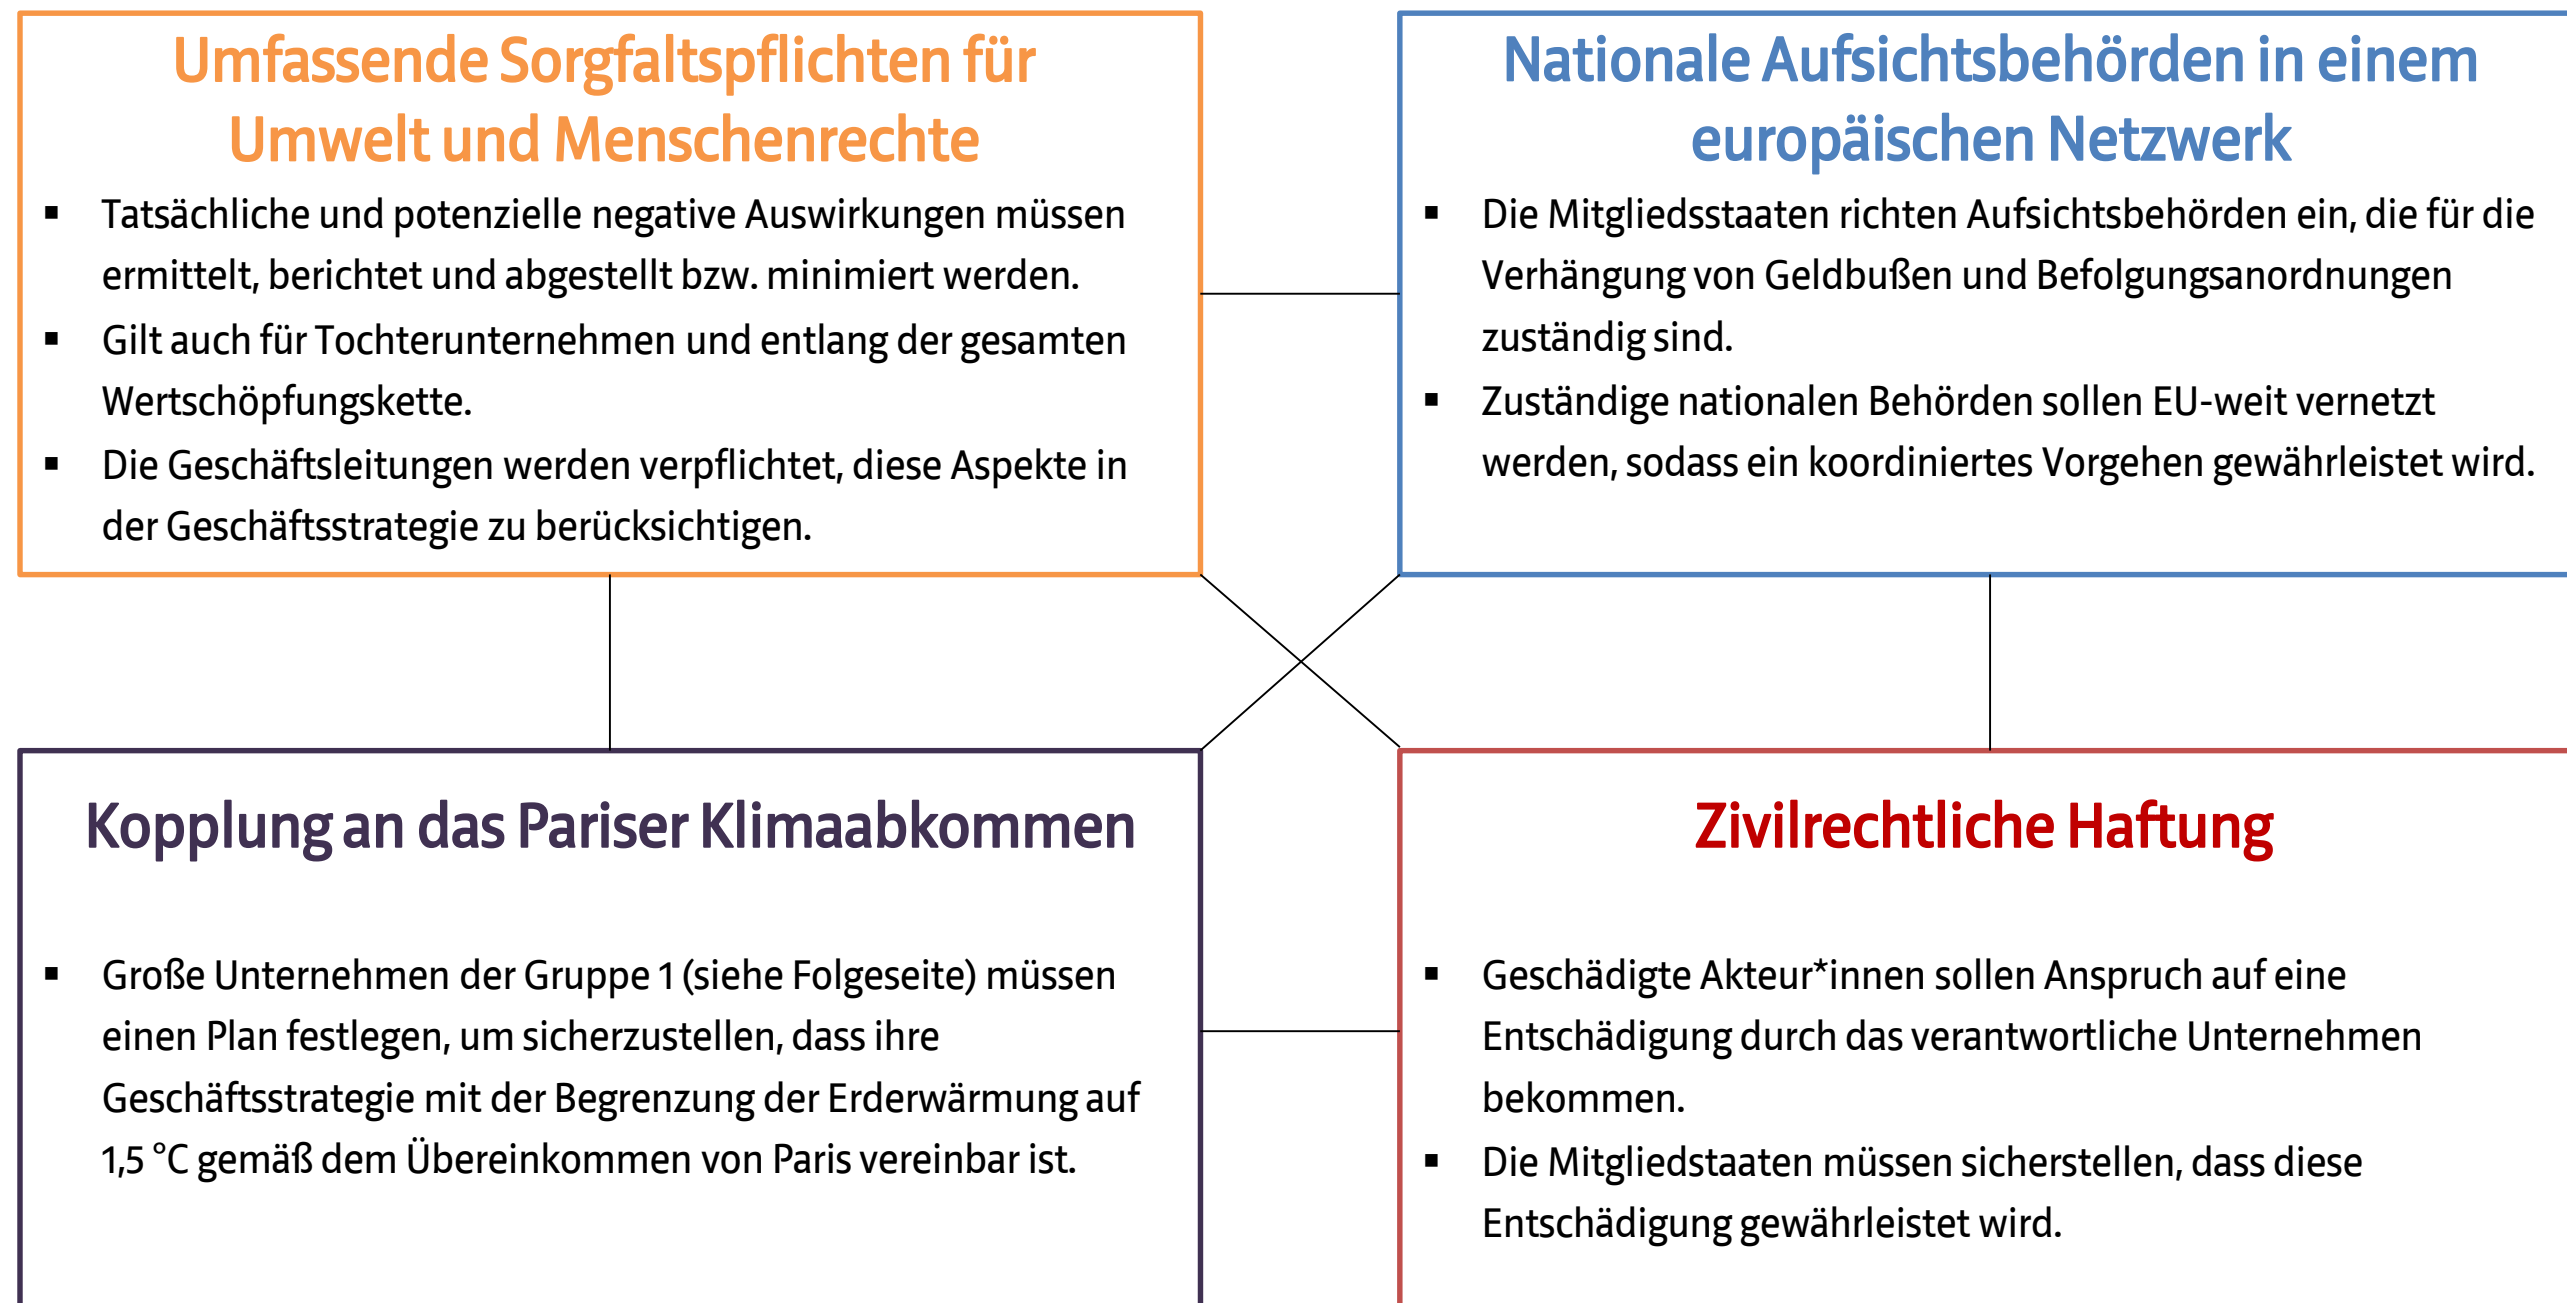 Umfassende Sorgfaltspflichten für
Umwelt und Menschenrechte
▪ Tatsächliche und potenzielle negative Auswirkungen müssen
ermittelt, berichtet und abgestellt bzw. minimiert werden.
▪ Gilt auch für Tochterunternehmen und entlang der gesamten
Wertschöpfungskette.
▪ Die Geschäftsleitungen werden verpflichtet, diese Aspekte in
der Geschäftsstrategie zu berücksichtigen.
Nationale Aufsichtsbehörden in einem
europäischen Netzwerk
▪ Die Mitgliedsstaaten richten Aufsichtsbehörden ein, die für die
Verhängung von Geldbußen und Befolgungsanordnungen
zuständig sind.
▪ Zuständige nationalen Behörden sollen EU-weit vernetzt
werden, sodass ein koordiniertes Vorgehen gewährleistet wird.
Kopplung an das Pariser Klimaabkommen
▪ Große Unternehmen der Gruppe 1 (siehe Folgeseite) müssen
einen Plan festlegen, um sicherzustellen, dass ihre
Geschäftsstrategie mit der Begrenzung der Erderwärmung auf
1,5 °C gemäß dem Übereinkommen von Paris vereinbar ist.
Zivilrechtliche Haftung
▪ Geschädigte Akteur*innen sollen Anspruch auf eine
Entschädigung durch das verantwortliche Unternehmen
bekommen.
▪ Die Mitgliedstaaten müssen sicherstellen, dass diese
Entschädigung gewährleistet wird.